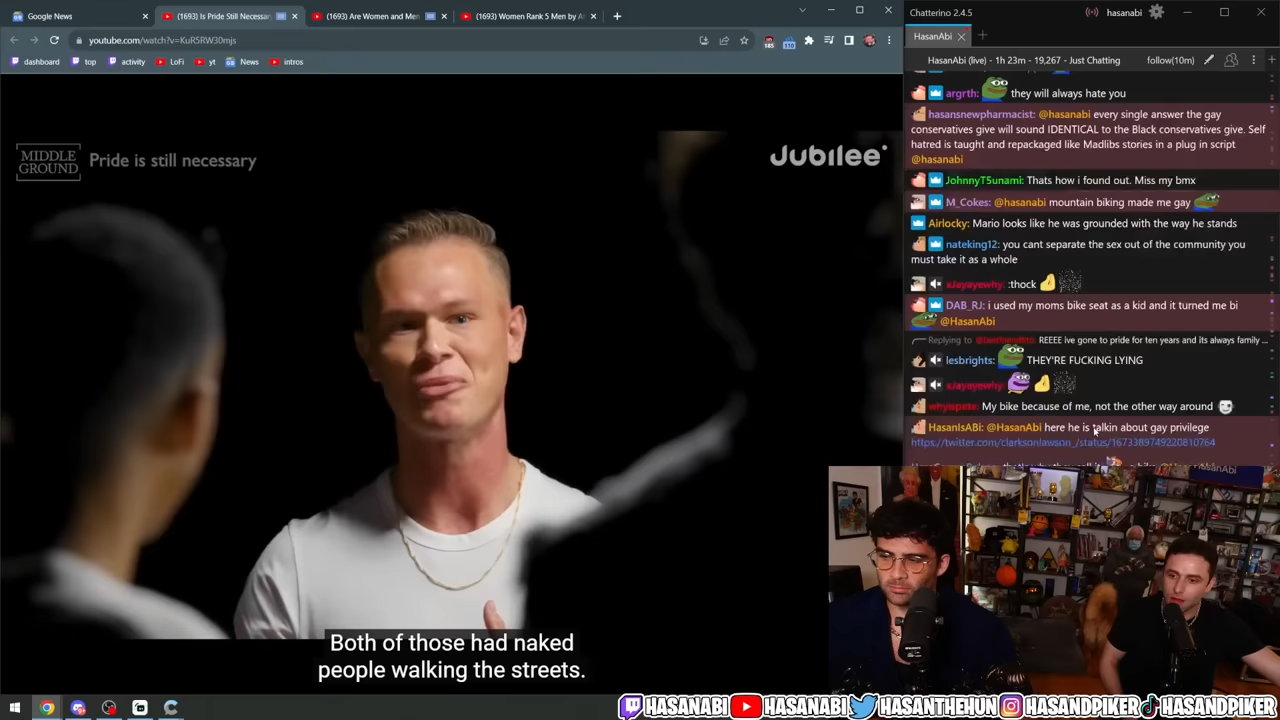 Google News
(1693) Is Pride Still Necessary
(1693) Are Women and Men
(1693) Women Rank 5 Men by A
youtube.com/watch?v=KuR5RW30mjs
dashboard top activity LoFi yt News intros
MIDDLE GROUND
Pride is still necessary
Jubilee
Both of those had naked
people walking the streets.
Chatterino 2.4.5
hasanabi
HasanAbi
HasanAbi (live) - 1h 23m - 19,267 - Just Chatting
follow(10m)
argrth: they will always hate you
hasansnewpharmacist: @hasanabi every single answer the gay
conservatives give will sound IDENTICAL to the Black conservatives give. Self
hatred is taught and repackaged like Madlibs stories in a plug in script
@hasanabi
JohnnyT5unami: Thats how i found out. Miss my bmx
M_Cokes: @hasanabi mountain biking made me gay
Airlocky: Mario looks like he was grounded with the way he stands
nateking12: you cant separate the sex out of the community you
must take it as a whole
:thock
DAB_RJ: i used my moms bike seat as a kid and it turned me bi
@HasanAbi
Replying to REEEE ive gone to pride for ten years and its always family ...
lesbrights: THEY'RE FUCKING LYING
My bike because of me, not the other way around
HasanIsABi: @HasanAbi here he is talkin about gay privilege
https://twitter.com/clarksonlawson_/status/1673389749220810764
HASANABI HASANABI HASANTHEHUN HASANDPIKER HASANDPIKER